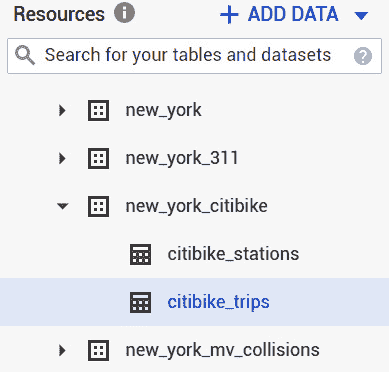 Resources + ADD DATA
Search for your tables and datasets
new_york
new_york_311
new_york_citibike
citibike_stations
citibike_trips
new_york_mv_collisions